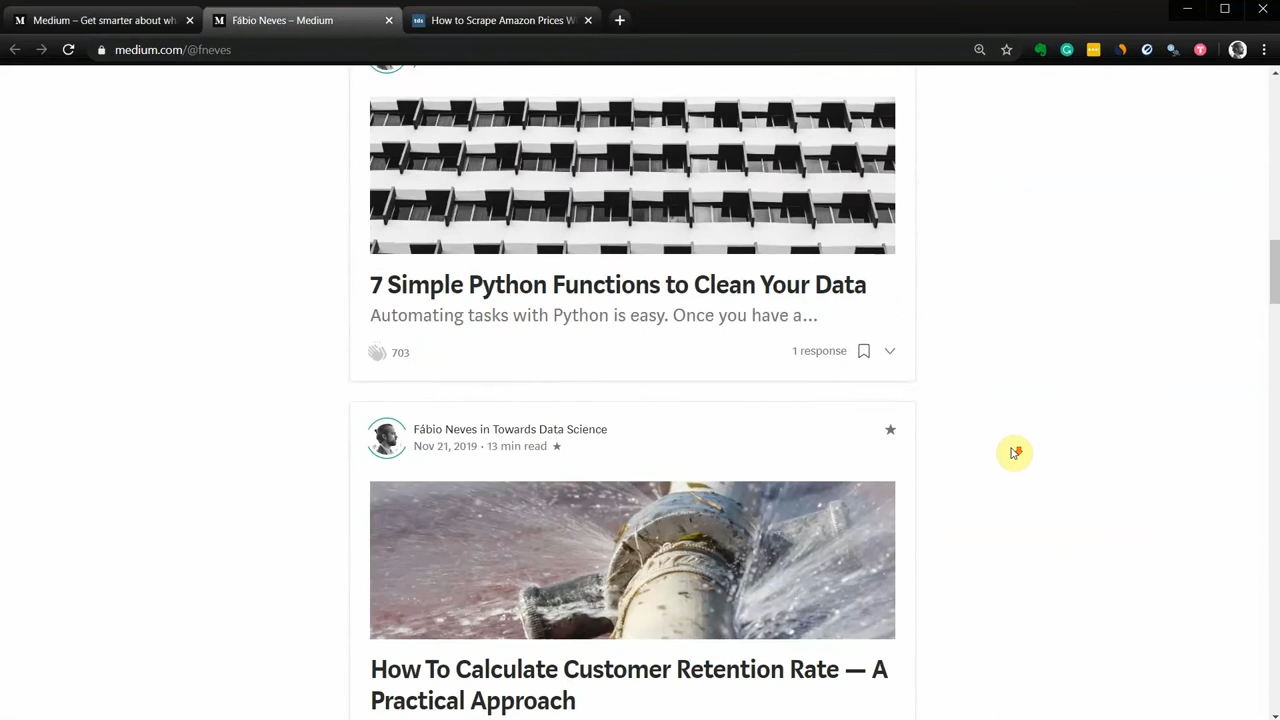 Medium – Get smarter about wh
Fábio Neves – Medium
How to Scrape Amazon Prices W
medium.com/@fneves
7 Simple Python Functions to Clean Your Data
Automating tasks with Python is easy. Once you have a...
703
1 response
Fábio Neves in Towards Data Science
Nov 21, 2019 · 13 min read ★
How To Calculate Customer Retention Rate — A
Practical Approach